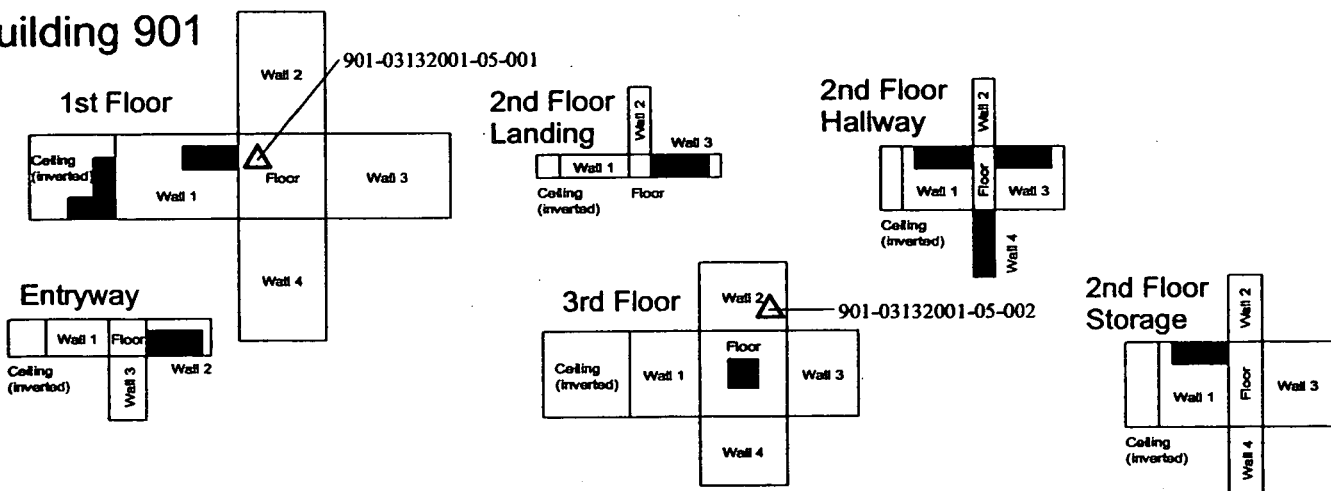 uilding 901
1st Floor
Wall 2
901-03132001-05-001
Ceiling
(inverted)
Wall 1
Floor
Wall 3
Wall 4
2nd Floor
Landing
Wall 2
Wall 3
Wall 1
Ceiling
(inverted)
Floor
2nd Floor
Hallway
Wall 2
Wall 1
Floor
Wall 3
Ceiling
(inverted)
Wall 4
Entryway
Wall 1
Floor
Ceiling
(inverted)
Wall 3
Wall 2
3rd Floor
Wall 2
901-03132001-05-002
Floor
Ceiling
(inverted)
Wall 1
Wall 3
Wall 4
2nd Floor
Storage
Wall 2
Wall 1
Floor
Wall 3
Ceiling
(inverted)
Wall 4